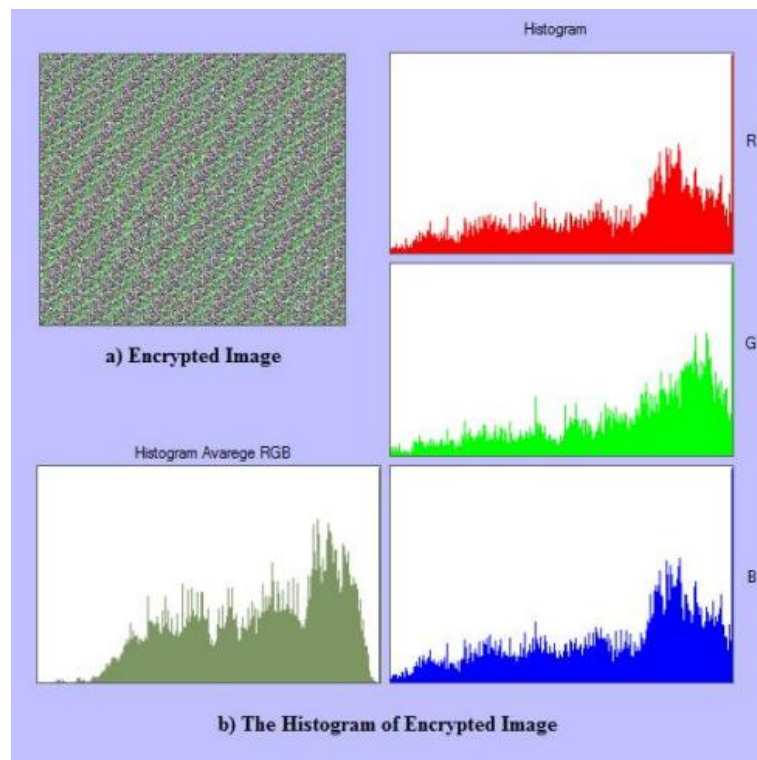 Histogram
R
a) Encrypted Image
G
Histogram Avarege RGB
B
b) The Histogram of Encrypted Image